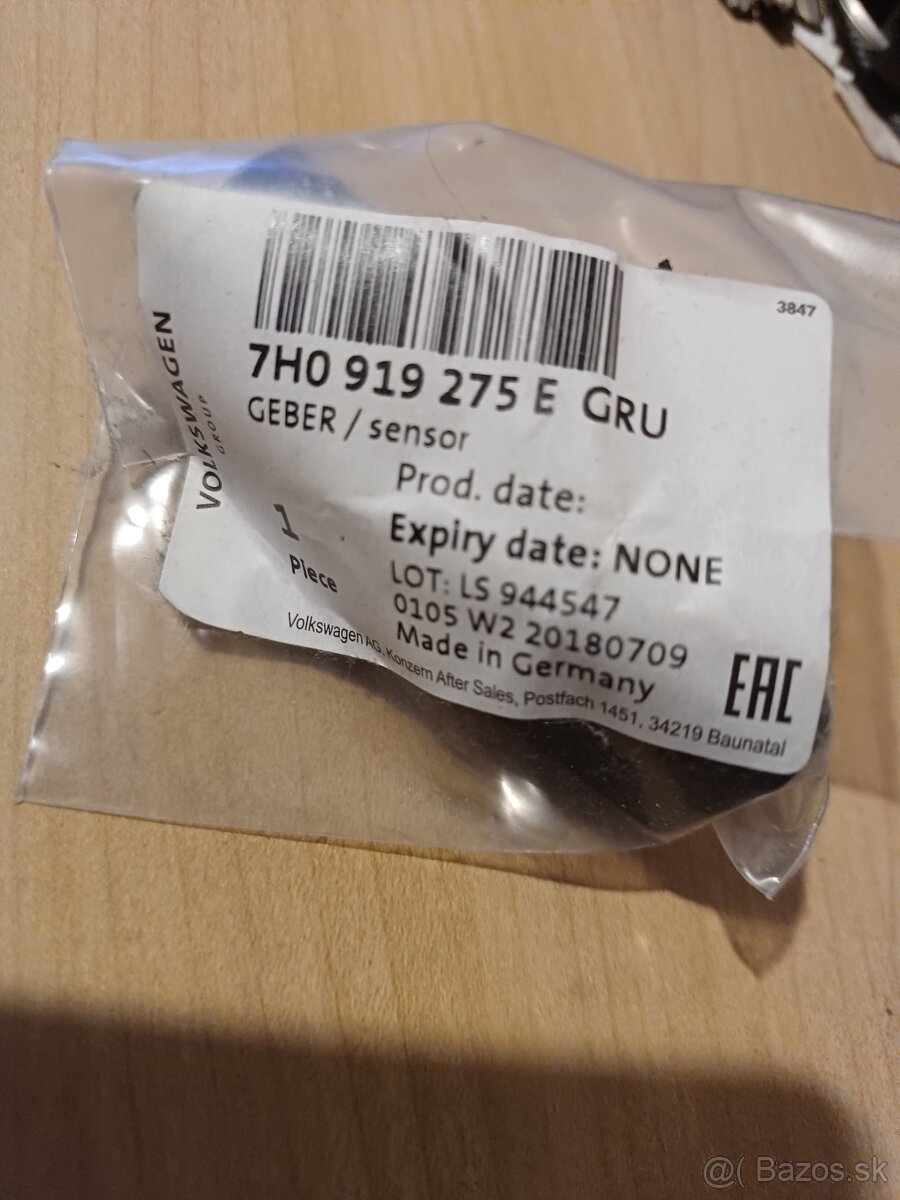 3847
VOLKSWAGEN
GROUP
7H0 919 275 E GRU
GEBER / sensor
Prod. date:
1
Piece
Expiry date: NONE
LOT: LS 944547
0105 W2 20180709
Made in Germany
Volkswagen AG, Konzern After Sales, Postfach 1451, 34219 Baunatal
EAC
@( Bazos.sk